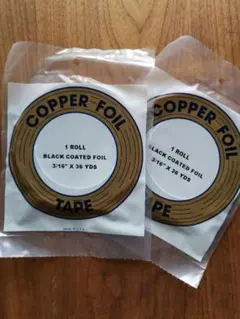 COPPER FOIL
1 ROLL
BLACK COATED FOIL
3/16" X 36 YDS
TAPE
COPPER FOIL
1 ROLL
BLACK COATED FOIL
3/16" X 36 YDS
TAPE